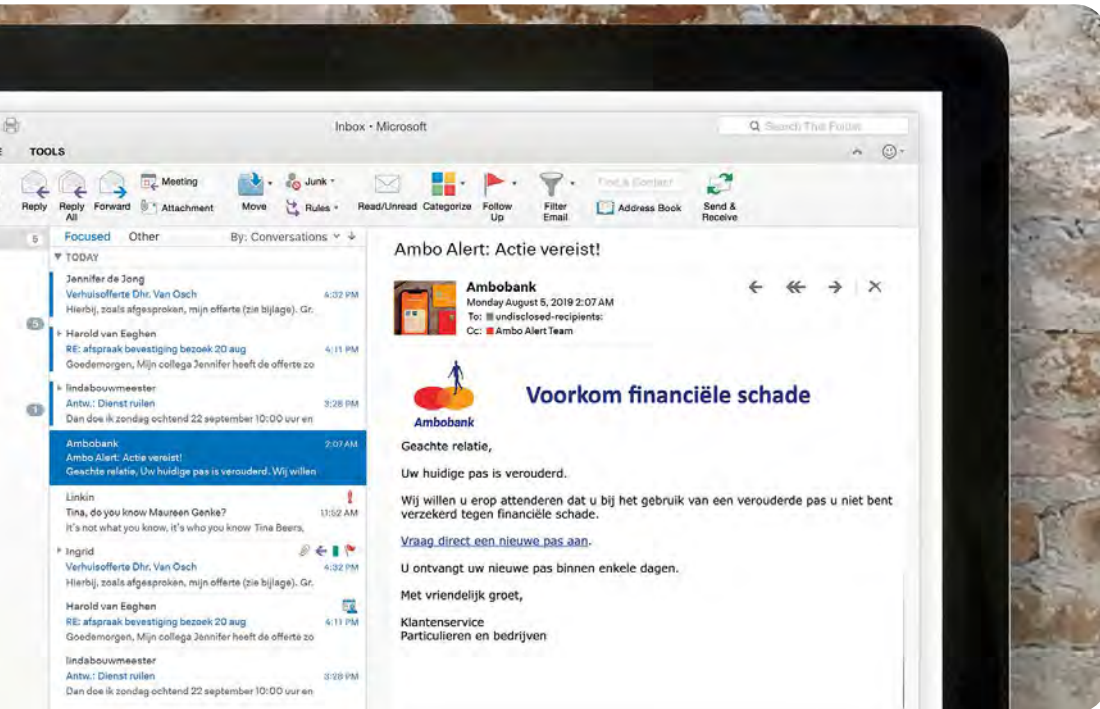 Inbox • Microsoft
Search This Folder
TOOLS
Reply
Reply All
Forward
Meeting
Attachment
Move
Junk
Rules
Read/Unread
Categorize
Follow Up
Filter Email
Find a Contact
Address Book
Send & Receive
5
5
1
Focused Other By: Conversations
TODAY
Jennifer de Jong
Verhuisofferte Dhr. Van Osch 4:32 PM
Hierbij, zoals afgesproken, mijn offerte (zie bijlage). Gr.
Harold van Eeghen
RE: afspraak bevestiging bezoek 20 aug 4:11 PM
Goedemorgen, Mijn collega Jennifer heeft de offerte zo
lindabouwmeester
Antw.: Dienst ruilen 3:28 PM
Dan doe ik zondag ochtend 22 september 10:00 uur en
Ambobank 2:07 AM
Ambo Alert: Actie vereist!
Geachte relatie, Uw huidige pas is verouderd. Wij willen
Linkin
Tina, do you know Maureen Genke? 11:52 AM
It's not what you know, it's who you know Tina Beers,
Ingrid
Verhuisofferte Dhr. Van Osch 4:32 PM
Hierbij, zoals afgesproken, mijn offerte (zie bijlage). Gr.
Harold van Eeghen
RE: afspraak bevestiging bezoek 20 aug 4:11 PM
Goedemorgen, Mijn collega Jennifer heeft de offerte zo
lindabouwmeester
Antw.: Dienst ruilen 3:28 PM
Dan doe ik zondag ochtend 22 september 10:00 uur en
Ambo Alert: Actie vereist!
Ambobank
Monday August 5, 2019 2:07 AM
To: undisclosed-recipients:
Cc: Ambo Alert Team
Ambobank
Voorkom financiële schade
Geachte relatie,
Uw huidige pas is verouderd.
Wij willen u erop attenderen dat u bij het gebruik van een verouderde pas u niet bent
verzekerd tegen financiële schade.
Vraag direct een nieuwe pas aan.
U ontvangt uw nieuwe pas binnen enkele dagen.
Met vriendelijk groet,
Klantenservice
Particulieren en bedrijven